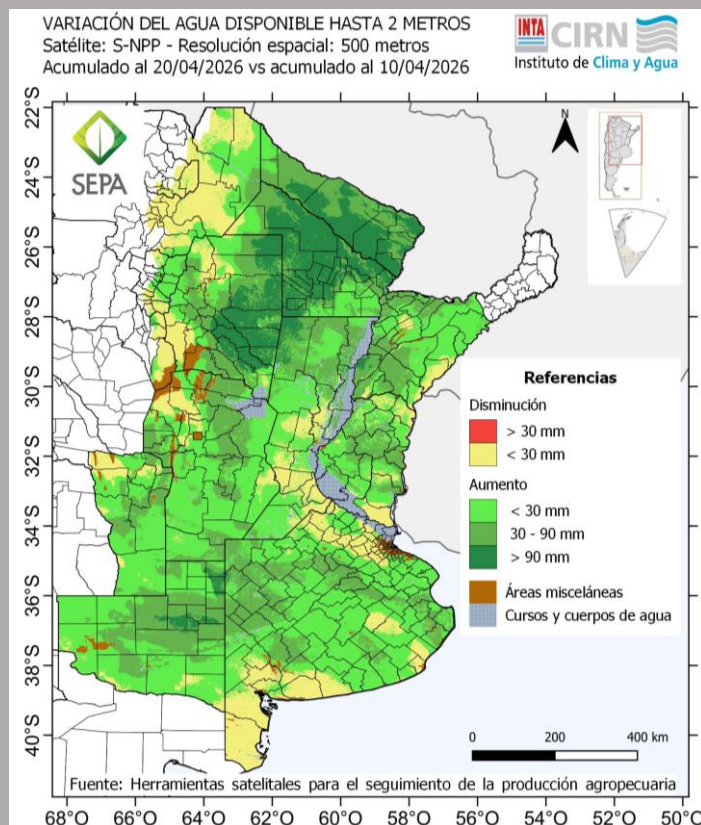 VARIACIÓN DEL AGUA DISPONIBLE HASTA 2 METROS
Satélite: S-NPP - Resolución espacial: 500 metros
Acumulado al 20/04/2026 vs acumulado al 10/04/2026
INTA CIRN
Instituto de Clima y Agua
SEPA
N
22°S
24°S
26°S
28°S
30°S
32°S
34°S
36°S
38°S
40°S
Referencias
Disminución
> 30 mm
< 30 mm
Aumento
< 30 mm
30 - 90 mm
> 90 mm
Áreas misceláneas
Cursos y cuerpos de agua
0 200 400 km
Fuente: Herramientas satelitales para el seguimiento de la producción agropecuaria
68°O 66°O 64°O 62°O 60°O 58°O 56°O 54°O 52°O 50°O